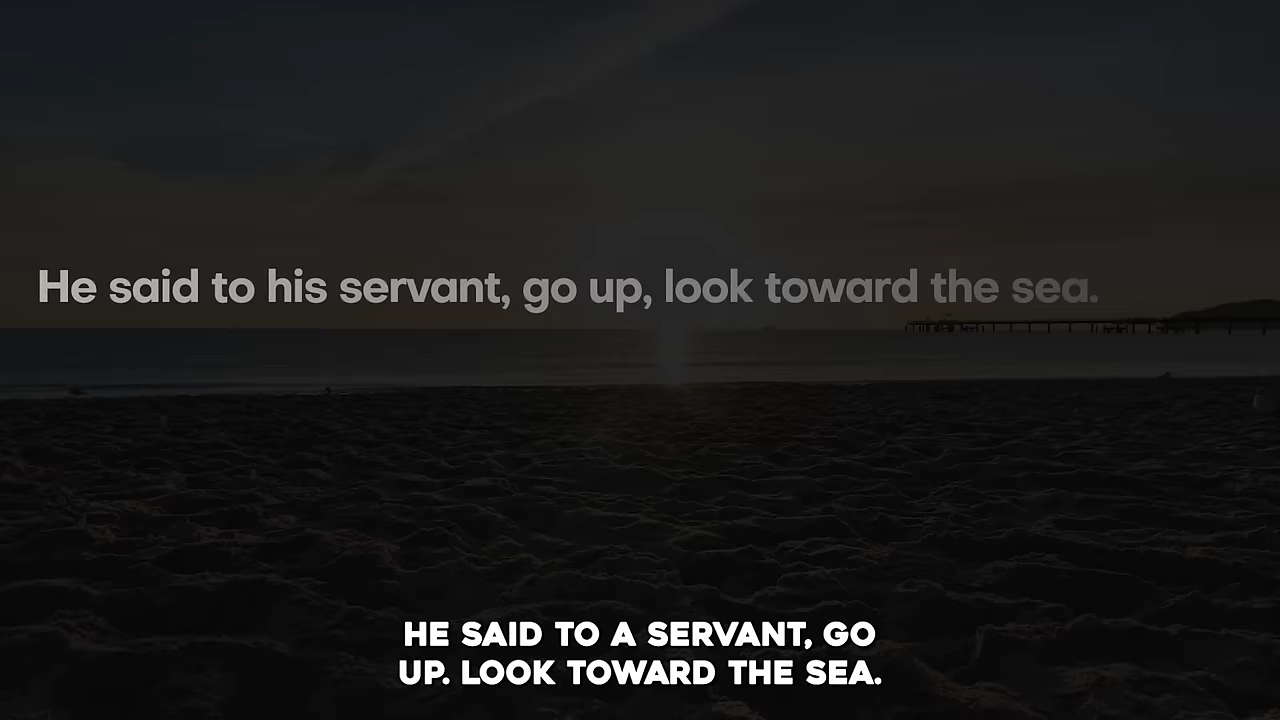 He said to his servant, go up, look toward the sea.
HE SAID TO A SERVANT, GO
UP. LOOK TOWARD THE SEA.